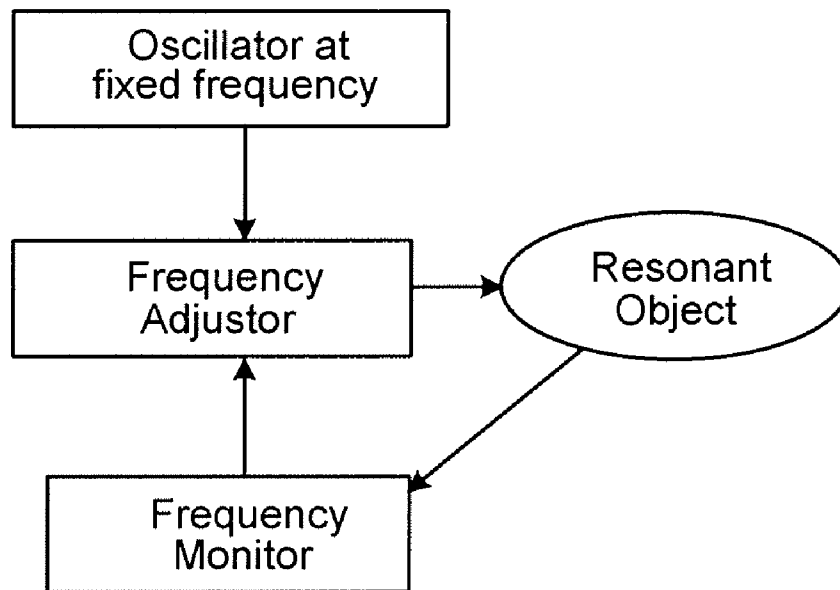 Oscillator at
fixed frequency
Frequency
Adjustor
Resonant
Object
Frequency
Monitor